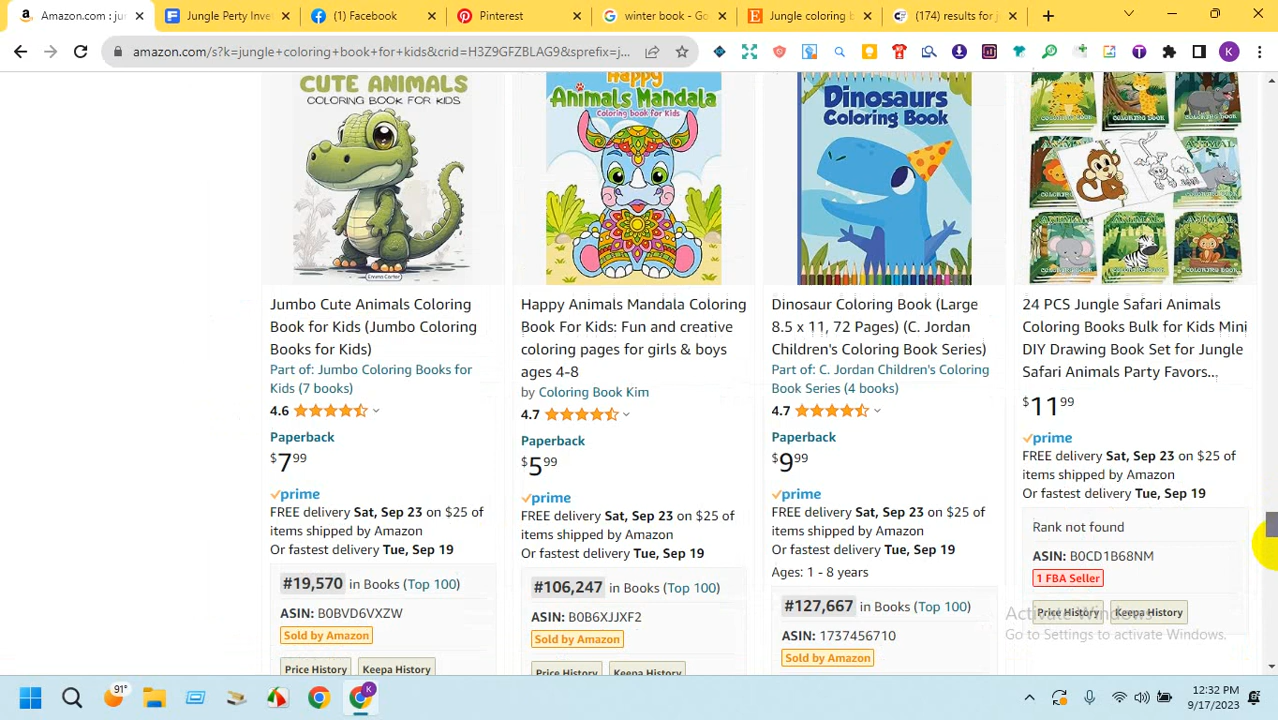 Amazon.com : jun
Jungle Perty Inve
(1) Facebook
Pinterest
winter book - Go
Jungle coloring b
(174) results for j
amazon.com/s?k=jungle+coloring+book+for+kids&crid=H3Z9GFZBLAG9&sprefix=j...
K
CUTE ANIMALS
COLORING BOOK FOR KIDS
Emma Carter
Happy
Animals Mandala
Coloring book for Kids
Dinosaurs
Coloring Book
ANIMAL
ANIMAL
ANIMAL
ANIMAL
ANIMAL
Jumbo Cute Animals Coloring
Book for Kids (Jumbo Coloring
Books for Kids)
Part of: Jumbo Coloring Books for
Kids (7 books)
4.6
Paperback
$7.99
prime
FREE delivery Sat, Sep 23 on $25 of
items shipped by Amazon
Or fastest delivery Tue, Sep 19
#19,570 in Books (Top 100)
ASIN: B0BVD6VXZW
Sold by Amazon
Price History
Keepa History
Happy Animals Mandala Coloring
Book For Kids: Fun and creative
coloring pages for girls & boys
ages 4-8
by Coloring Book Kim
4.7
Paperback
$5.99
prime
FREE delivery Sat, Sep 23 on $25 of
items shipped by Amazon
Or fastest delivery Tue, Sep 19
#106,247 in Books (Top 100)
ASIN: B0B6XJJXF2
Sold by Amazon
Price History
Keepa History
Dinosaur Coloring Book (Large
8.5 x 11, 72 Pages) (C. Jordan
Children's Coloring Book Series)
Part of: C. Jordan Children's Coloring
Book Series (4 books)
4.7
Paperback
$9.99
prime
FREE delivery Sat, Sep 23 on $25 of
items shipped by Amazon
Or fastest delivery Tue, Sep 19
Ages: 1 - 8 years
#127,667 in Books (Top 100)
ASIN: 1737456710
Sold by Amazon
24 PCS Jungle Safari Animals
Coloring Books Bulk for Kids Mini
DIY Drawing Book Set for Jungle
Safari Animals Party Favors...
$11.99
prime
FREE delivery Sat, Sep 23 on $25 of
items shipped by Amazon
Or fastest delivery Tue, Sep 19
Rank not found
ASIN: B0CD1B68NM
1 FBA Seller
Price History
Keepa History
Activate Windows
Go to Settings to activate Windows.
91°
K
12:32 PM
9/17/2023